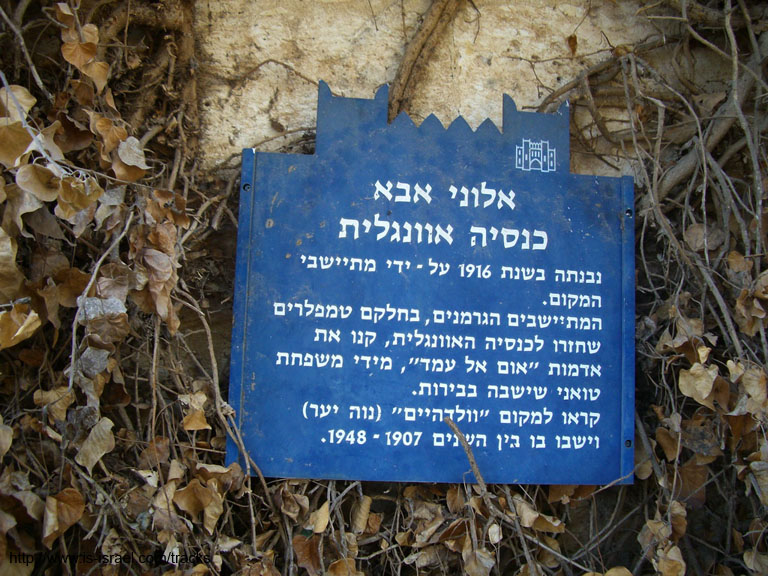 אלוני אבא
כנסיה אוונגלית
נבנתה בשנת 1916 על-ידי מתיישבי
המקום.
המתיישבים הגרמנים, בחלקם טמפלרים
שחזרו לכנסיה האוונגלית, קנו את
אדמות "אום אל עמד", מידי משפחת
טואני שישבה בבירות.
קראו למקום "וולדהיים" (נוה יער)
וישבו בו בין השנים 1907 - 1948.